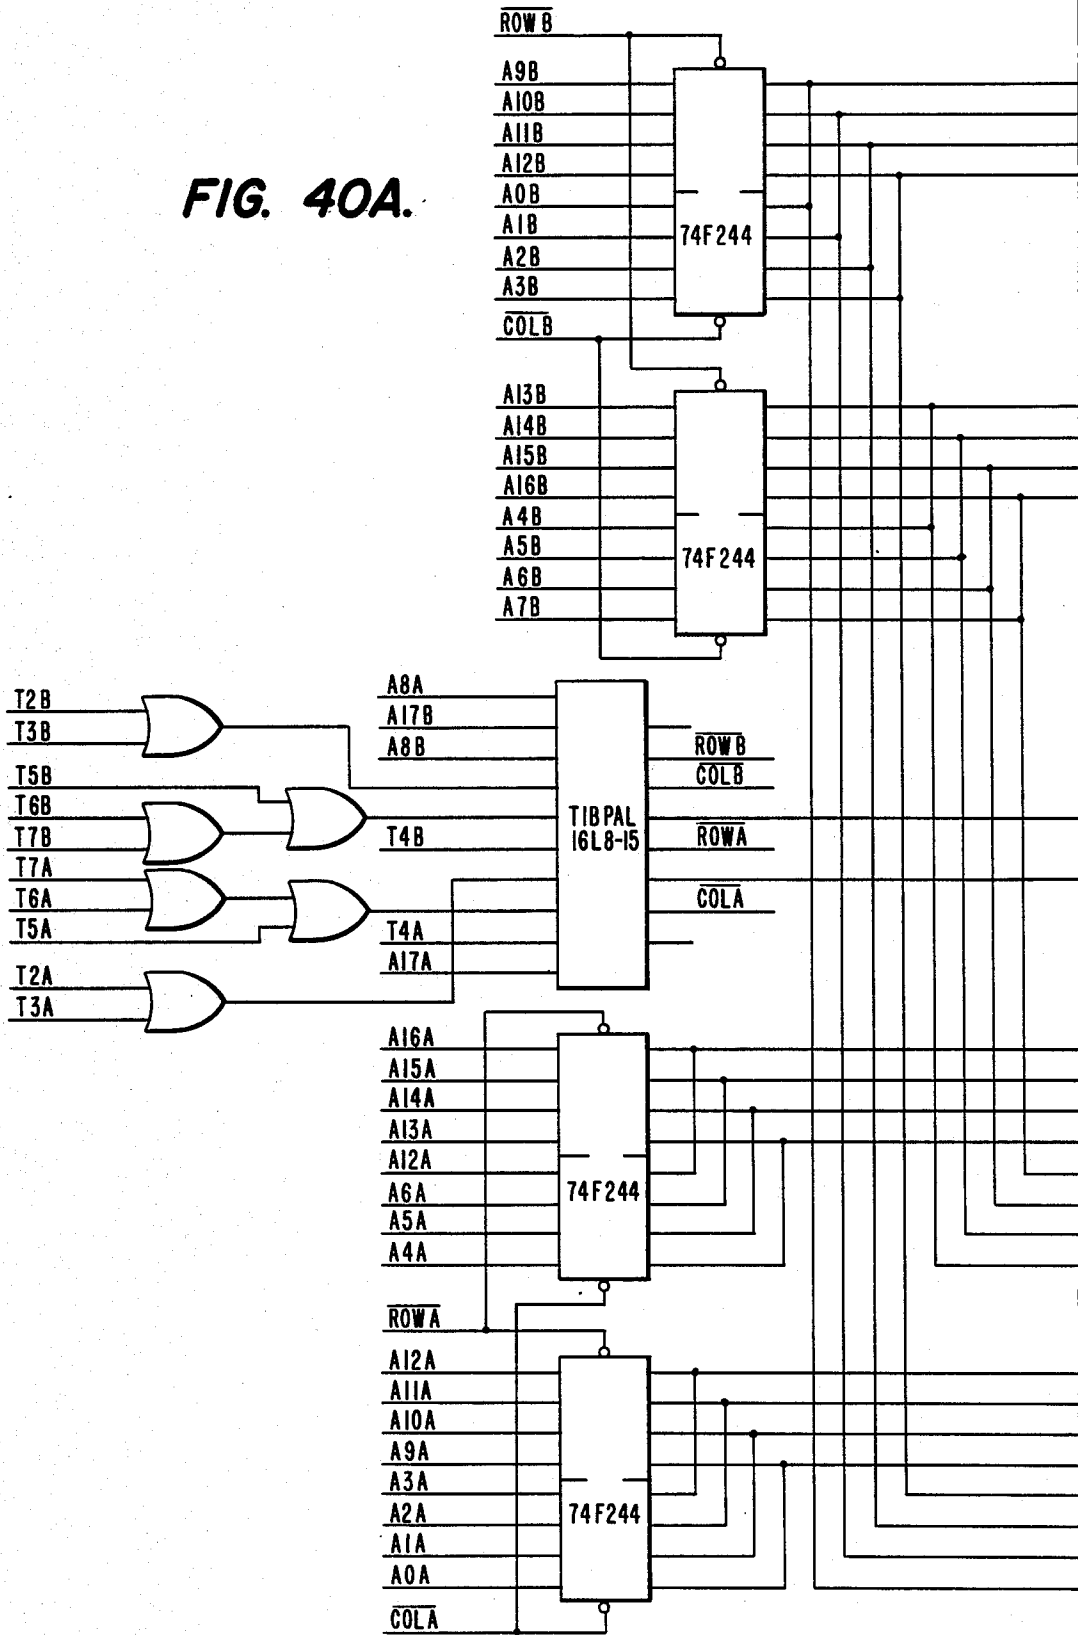 ROW B
A9B
A10B
A11B
A12B
FIG. 40A.
A0B
A1B
74F244
A2B
A3B
COLB
A13B
A14B
A15B
A16B
A4B
A5B
74F244
A6B
A7B
T2B
T3B
T5B
T6B
T7B
T7A
T6A
T5A
T2A
T3A
A8A
A17B
A8B
T4B
T4A
A17A
TIBPAL
16L8-15
ROWB
COLB
ROWA
COLA
A16A
A15A
A14A
A13A
A12A
A6A
74F244
A5A
A4A
ROWA
A12A
A11A
A10A
A9A
A3A
A2A
74F244
A1A
A0A
COLA